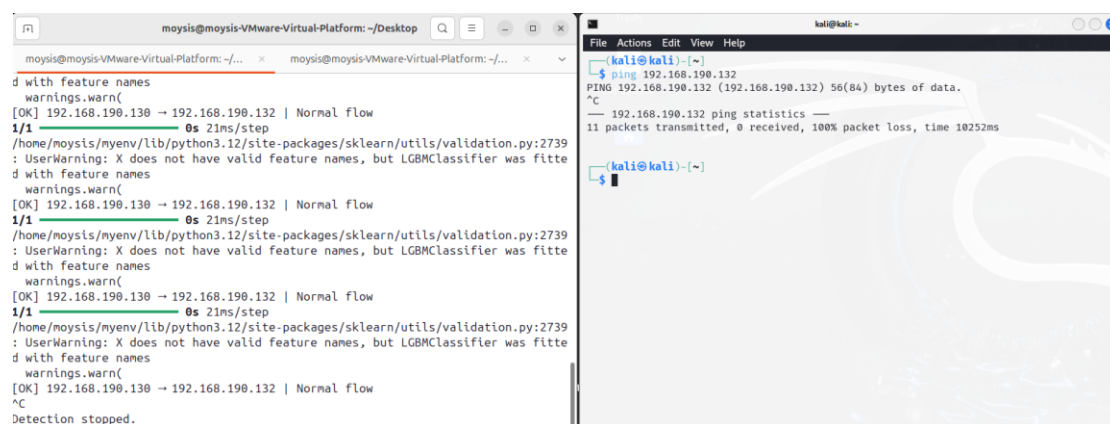 moysis@moysis-VMware-Virtual-Platform: ~/Desktop
moysis@moysis-VMware-Virtual-Platform: ~/...
moysis@moysis-VMware-Virtual-Platform: ~/...
d with feature names
warnings.warn(
[OK] 192.168.190.130 → 192.168.190.132 | Normal flow
1/1 0s 21ms/step
/home/moysis/myenv/lib/python3.12/site-packages/sklearn/utils/validation.py:2739
: UserWarning: X does not have valid feature names, but LGBMClassifier was fitte
d with feature names
warnings.warn(
[OK] 192.168.190.130 → 192.168.190.132 | Normal flow
1/1 0s 21ms/step
/home/moysis/myenv/lib/python3.12/site-packages/sklearn/utils/validation.py:2739
: UserWarning: X does not have valid feature names, but LGBMClassifier was fitte
d with feature names
warnings.warn(
[OK] 192.168.190.130 → 192.168.190.132 | Normal flow
1/1 0s 21ms/step
/home/moysis/myenv/lib/python3.12/site-packages/sklearn/utils/validation.py:2739
: UserWarning: X does not have valid feature names, but LGBMClassifier was fitte
d with feature names
warnings.warn(
[OK] 192.168.190.130 → 192.168.190.132 | Normal flow
^C
Detection stopped.
kali@kali: ~
File Actions Edit View Help
(kali㉿kali)-[~]
$ ping 192.168.190.132
PING 192.168.190.132 (192.168.190.132) 56(84) bytes of data.
^C
— 192.168.190.132 ping statistics —
11 packets transmitted, 0 received, 100% packet loss, time 10252ms
(kali㉿kali)-[~]
$